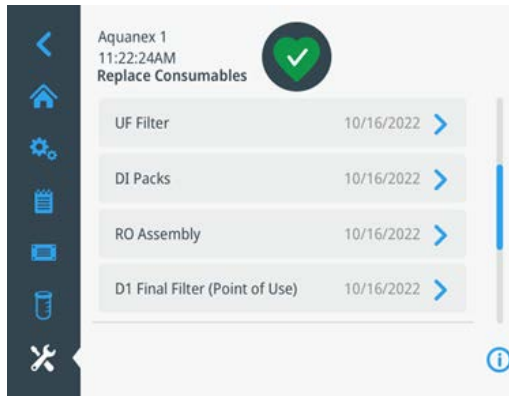 Aquanex 1
11:22:24AM
Replace Consumables
UF Filter 10/16/2022
DI Packs 10/16/2022
RO Assembly 10/16/2022
D1 Final Filter (Point of Use) 10/16/2022